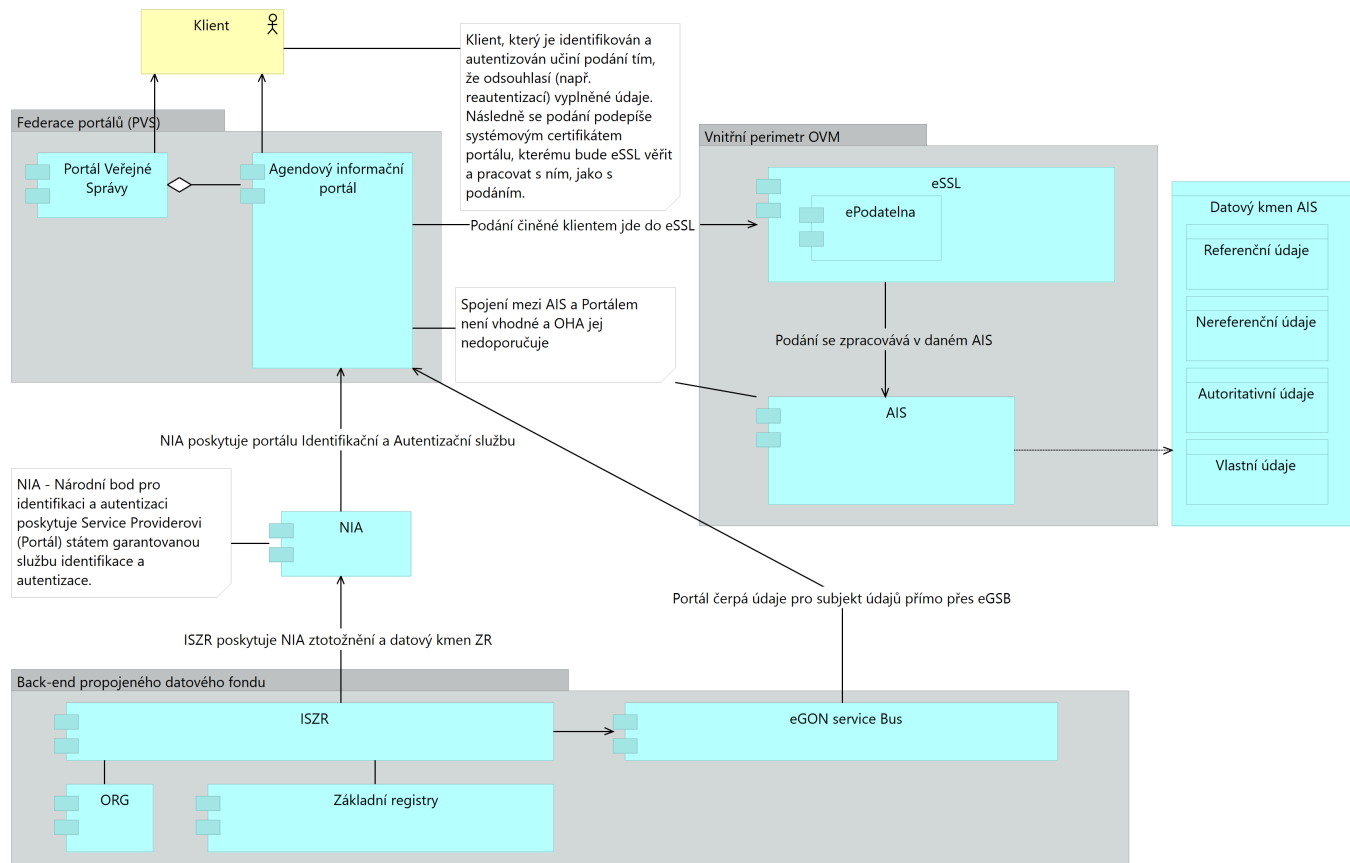 Klient
Klient, který je identifikován a
autentizován učiní podání tím,
že odsouhlasí (např.
reautentizací) vyplněné údaje.
Následně se podání podepíše
systémovým certifikátem
portálu, kterému bude eSSL věřit
a pracovat s ním, jako s
podáním.
Federace portálů (PVS)
Portál Veřejné
Správy
Agendový informační
portál
Vnitřní perimetr OVM
eSSL
ePodatelna
Datový kmen AIS
Referenční údaje
Nereferenční údaje
Autoritativní údaje
Vlastní údaje
Podání činěné klientem jde do eSSL
Spojení mezi AIS a Portálem
není vhodné a OHA jej
nedoporučuje
Podání se zpracovává v daném AIS
AIS
NIA poskytuje portálu Identifikační a Autentizační službu
NIA - Národní bod pro
identifikaci a autentizaci
poskytuje Service Providerovi
(Portál) státem garantovanou
službu identifikace a
autentizace.
NIA
Portál čerpá údaje pro subjekt údajů přímo přes eGSB
ISZR poskytuje NIA ztotožnění a datový kmen ZR
Back-end propojeného datového fondu
ISZR
eGON service Bus
ORG
Základní registry